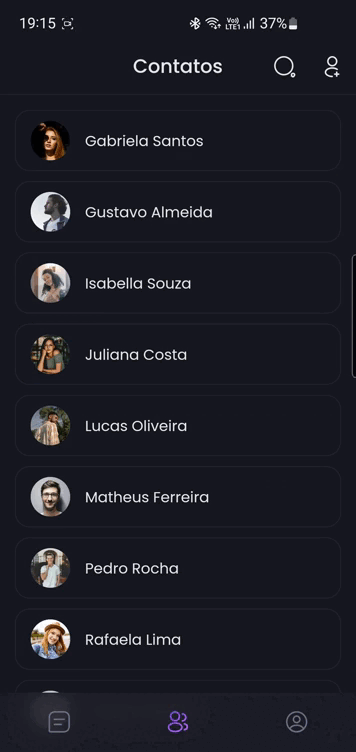 19:15
Vo))
LTE1
37%
Contatos
Gabriela Santos
Gustavo Almeida
Isabella Souza
Juliana Costa
Lucas Oliveira
Matheus Ferreira
Pedro Rocha
Rafaela Lima